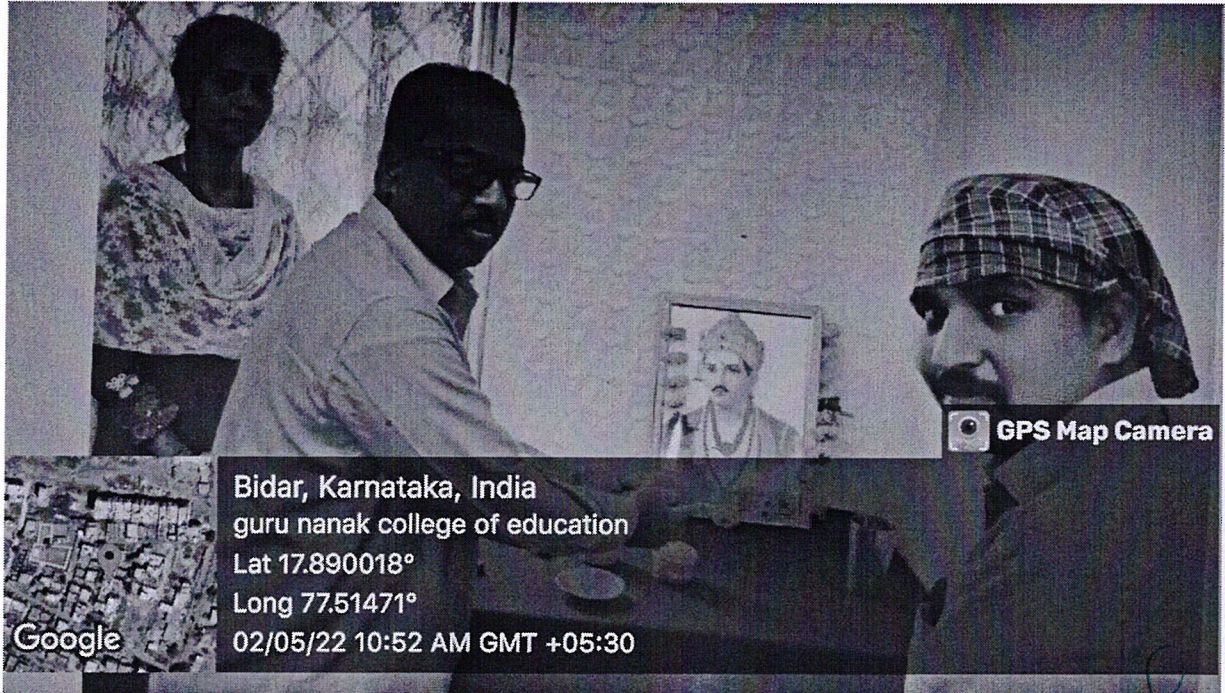 GPS Map Camera
Bidar, Karnataka, India
guru nanak college of education
Lat 17.890018°
Long 77.51471°
02/05/22 10:52 AM GMT +05:30
Google